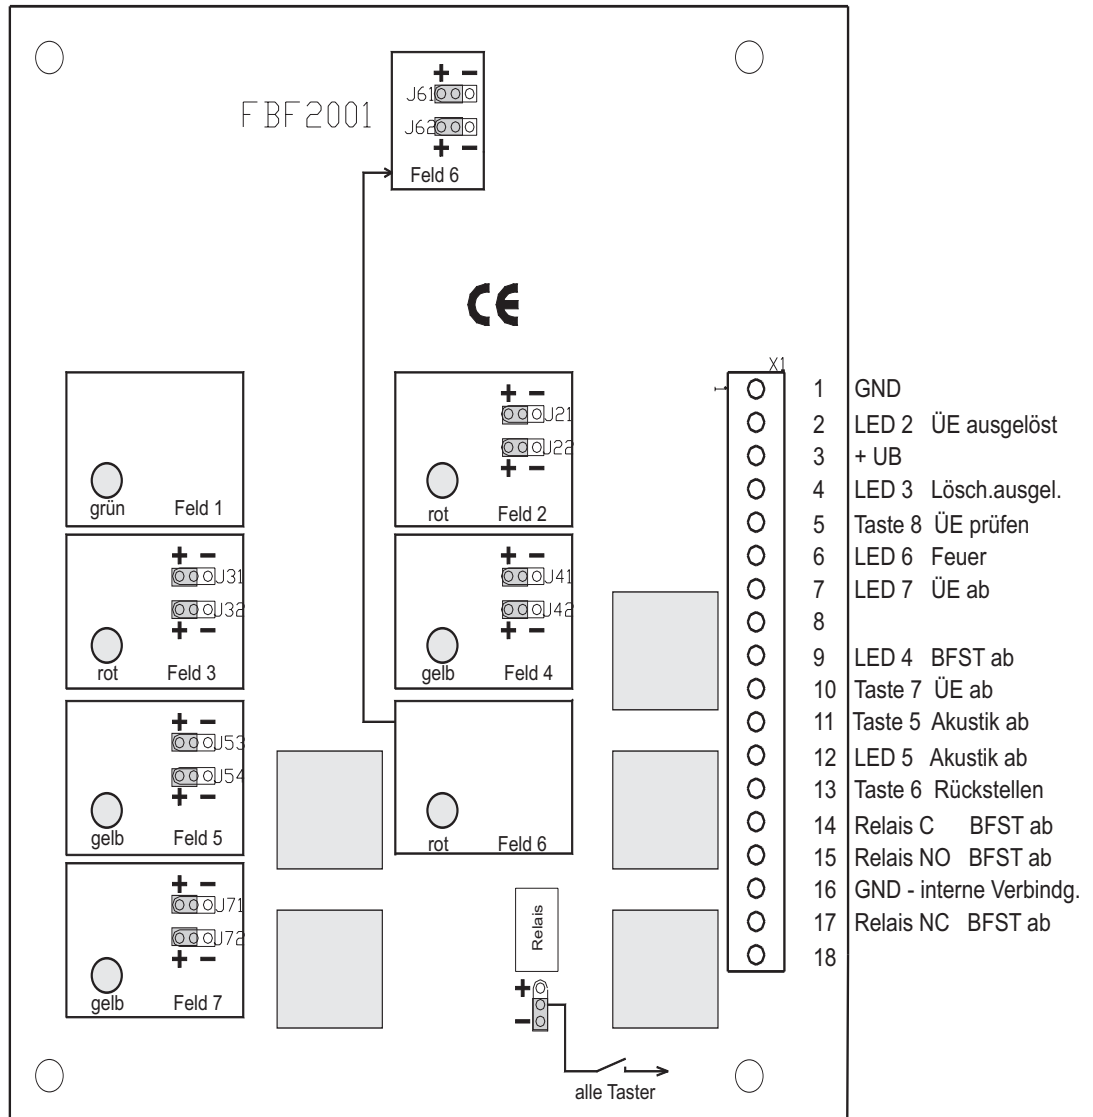 + −
J61
FBF2001
J62
+ −
Feld 6
CE
X1
1
+ −
J21
J22
+ −
grün Feld 1
rot Feld 2
+ −
J31
J32
+ −
rot Feld 3
+ −
J41
J42
+ −
gelb Feld 4
+ −
J53
J54
+ −
gelb Feld 5
rot Feld 6
+ −
J71
J72
+ −
gelb Feld 7
Relais
+
−
alle Taster
1 GND
2 LED 2 ÜE ausgelöst
3 + UB
4 LED 3 Lösch.ausgel.
5 Taste 8 ÜE prüfen
6 LED 6 Feuer
7 LED 7 ÜE ab
8
9 LED 4 BFST ab
10 Taste 7 ÜE ab
11 Taste 5 Akustik ab
12 LED 5 Akustik ab
13 Taste 6 Rückstellen
14 Relais C BFST ab
15 Relais NO BFST ab
16 GND - interne Verbindg.
17 Relais NC BFST ab
18